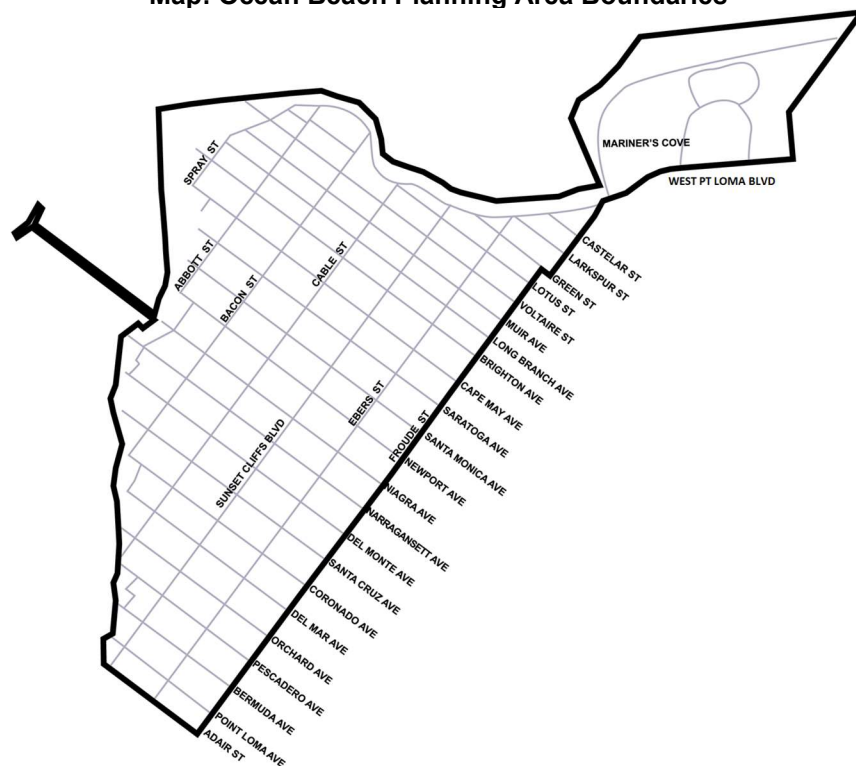 Map: Ocean Beach Planning Area Boundaries
MARINER'S COVE
WEST PT LOMA BLVD
SPRAY ST
ABBOTT ST
BACON ST
CABLE ST
SUNSET CLIFFS BLVD
EBERS ST
FROUDE ST
CASTELAR ST
LARKSPUR ST
GREEN ST
LOTUS ST
VOLTAIRE ST
MUIR AVE
LONG BRANCH AVE
BRIGHTON AVE
CAPE MAY AVE
SARATOGA AVE
SANTA MONICA AVE
NEWPORT AVE
NIAGRA AVE
NARRAGANSETT AVE
DEL MONTE AVE
SANTA CRUZ AVE
CORONADO AVE
DEL MAR AVE
ORCHARD AVE
PESCADERO AVE
BERMUDA AVE
POINT LOMA AVE
ADAIR ST